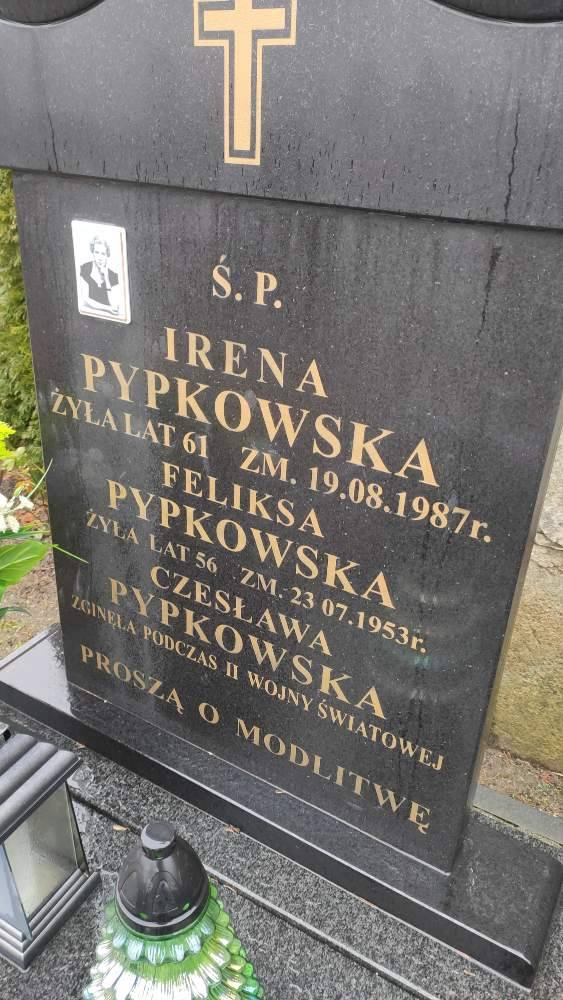 Ś. P.
IRENA
PYPKOWSKA
ŻYŁA LAT 61 ZM. 19.08.1987r.
FELIKSA
PYPKOWSKA
ŻYŁA LAT 56 ZM. 23 07.1953r.
CZESŁAWA
PYPKOWSKA
ZGINĘŁA PODCZAS II WOJNY ŚWIATOWEJ
PROSZĄ O MODLITWĘ